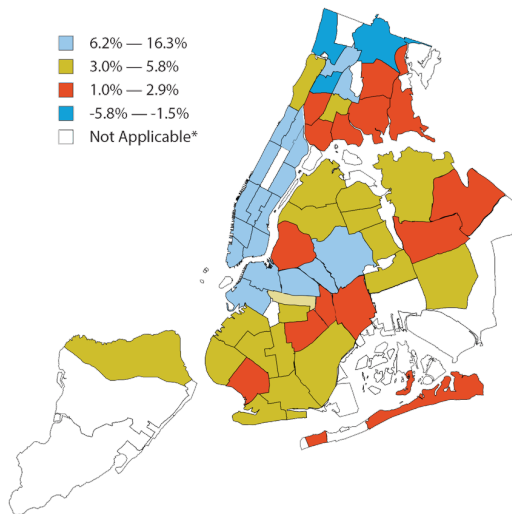 6.2% — 16.3%
3.0% — 5.8%
1.0% — 2.9%
-5.8% — -1.5%
Not Applicable*